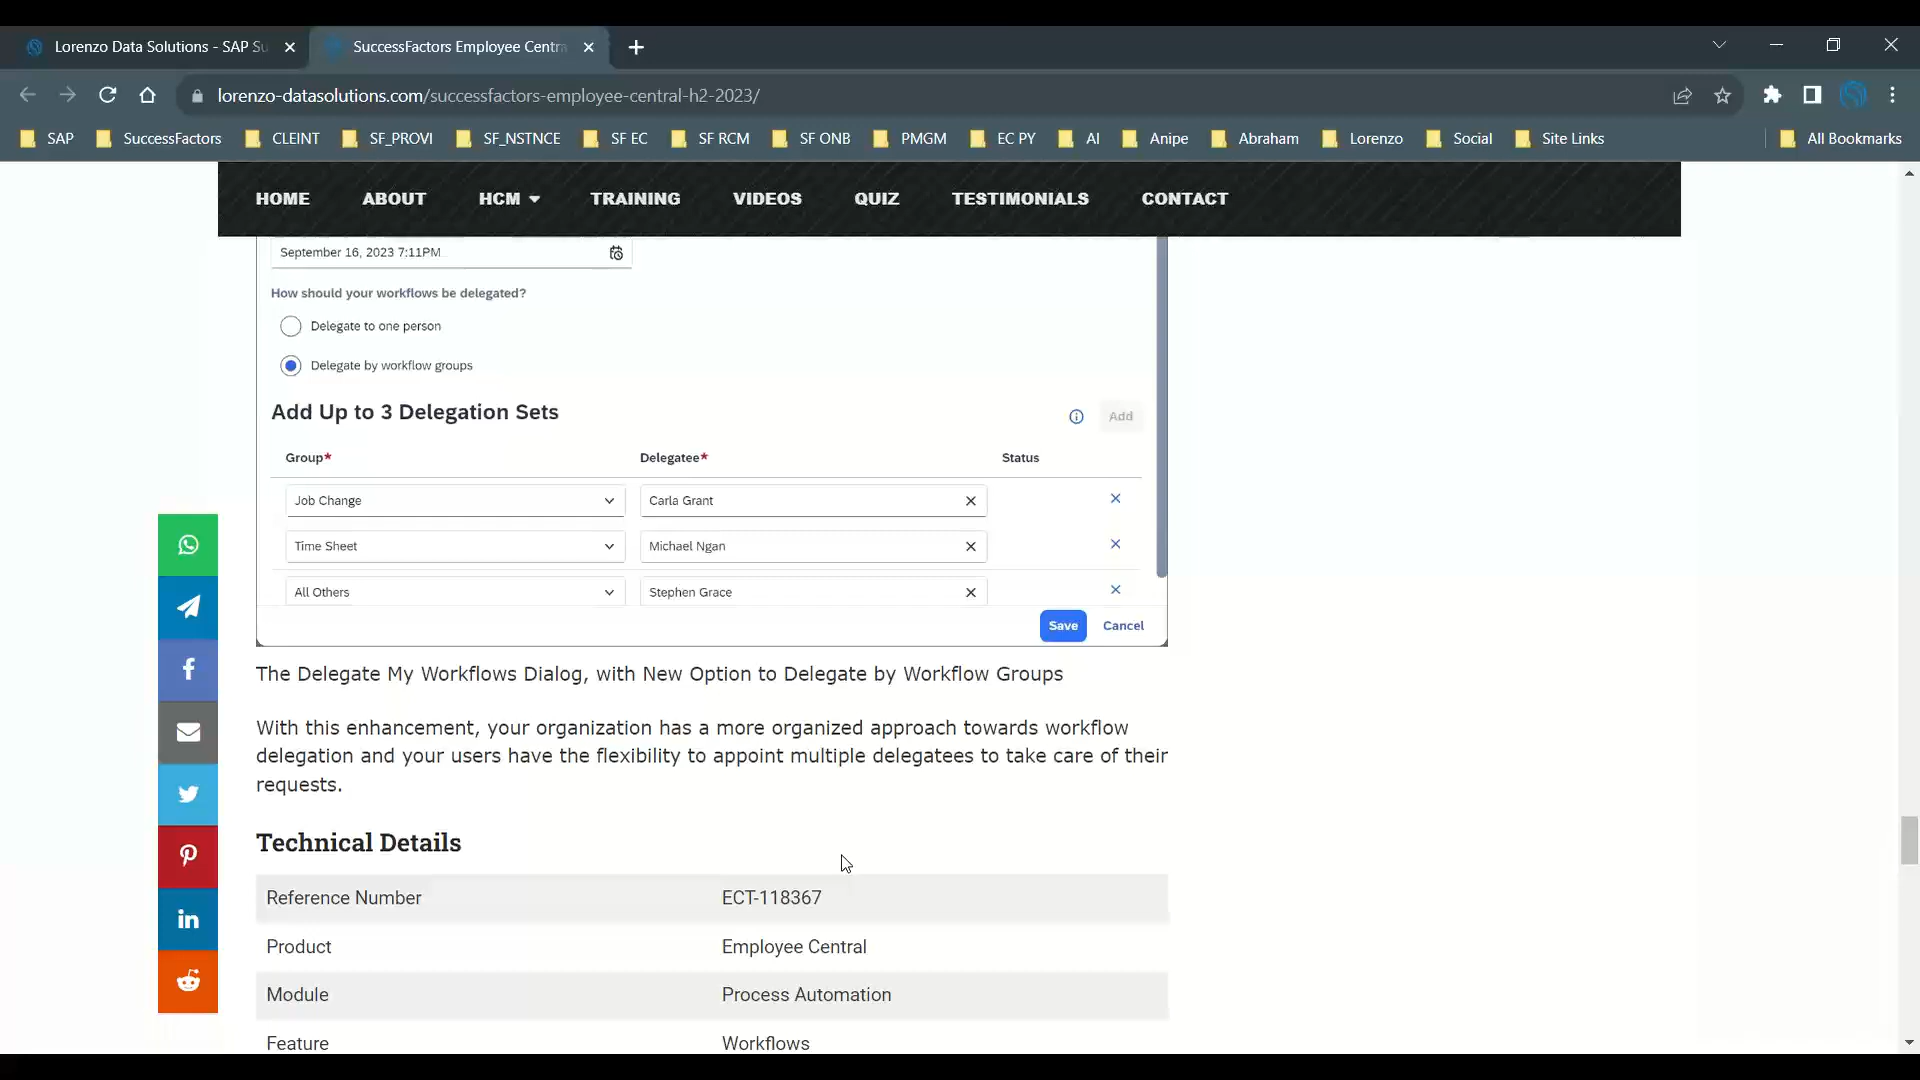 Lorenzo Data Solutions - SAP Su
SuccessFactors Employee Centra
lorenzo-datasolutions.com/successfactors-employee-central-h2-2023/
SAP SuccessFactors CLEINT SF_PROVI SF_NSTNCE SF EC SF RCM SF ONB PMGM EC PY AI Anipe Abraham Lorenzo Social Site Links All Bookmarks
HOME ABOUT HCM TRAINING VIDEOS QUIZ TESTIMONIALS CONTACT
September 16, 2023 7:11PM
How should your workflows be delegated?
Delegate to one person
Delegate by workflow groups
Add Up to 3 Delegation Sets Add
Group* Delegatee* Status
Job Change Carla Grant
Time Sheet Michael Ngan
All Others Stephen Grace
Save Cancel
The Delegate My Workflows Dialog, with New Option to Delegate by Workflow Groups
With this enhancement, your organization has a more organized approach towards workflow
delegation and your users have the flexibility to appoint multiple delegatees to take care of their
requests.
Technical Details
Reference Number ECT-118367
Product Employee Central
Module Process Automation
Feature Workflows